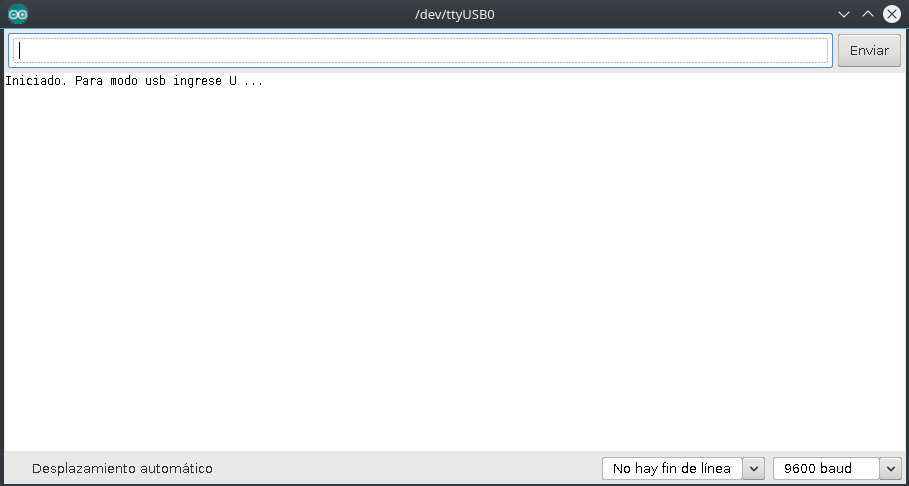 /dev/ttyUSB0
Enviar
Iniciado. Para modo usb ingrese U ...
Desplazamiento automático
No hay fin de línea
9600 baud